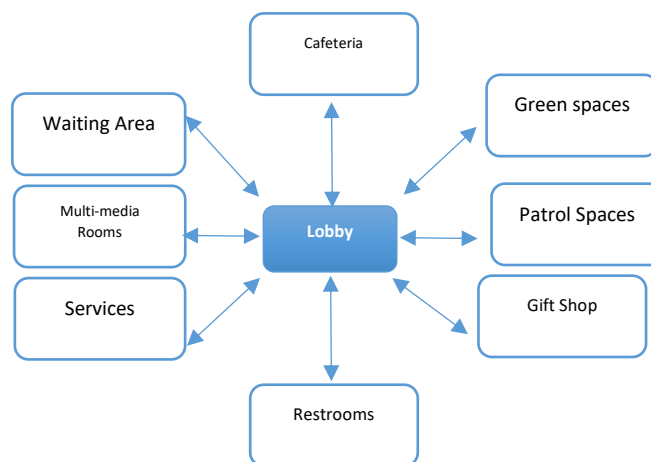 Cafeteria
Waiting Area
Green spaces
Multi-media
Rooms
Lobby
Patrol Spaces
Services
Gift Shop
Restrooms